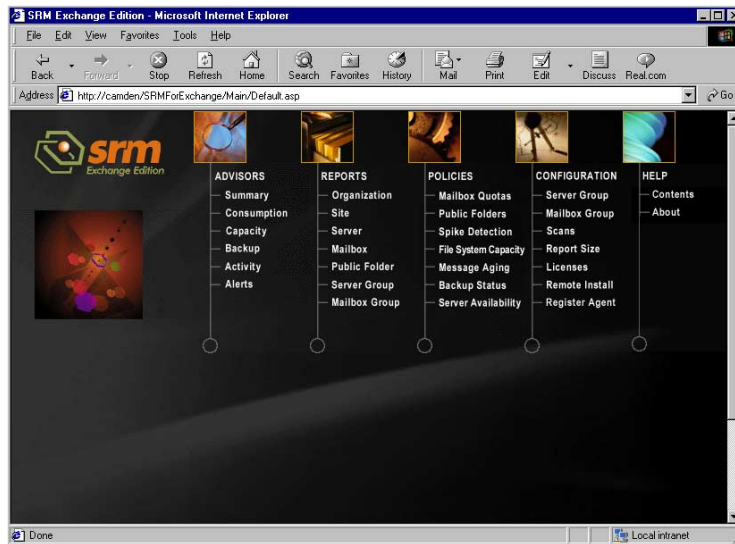 SRM Exchange Edition - Microsoft Internet Explorer
File Edit View Favorites Tools Help
Back Forward Stop Refresh Home Search Favorites History Mail Print Edit Discuss Real.com
Address http://camden/SRMForExchange/Main/Default.asp Go
srm
Exchange Edition
ADVISORS
Summary
Consumption
Capacity
Backup
Activity
Alerts
REPORTS
Organization
Site
Server
Mailbox
Public Folder
Server Group
Mailbox Group
POLICIES
Mailbox Quotas
Public Folders
Spike Detection
File System Capacity
Message Aging
Backup Status
Server Availability
CONFIGURATION
Server Group
Mailbox Group
Scans
Report Size
Licenses
Remote Install
Register Agent
HELP
Contents
About
Done Local intranet